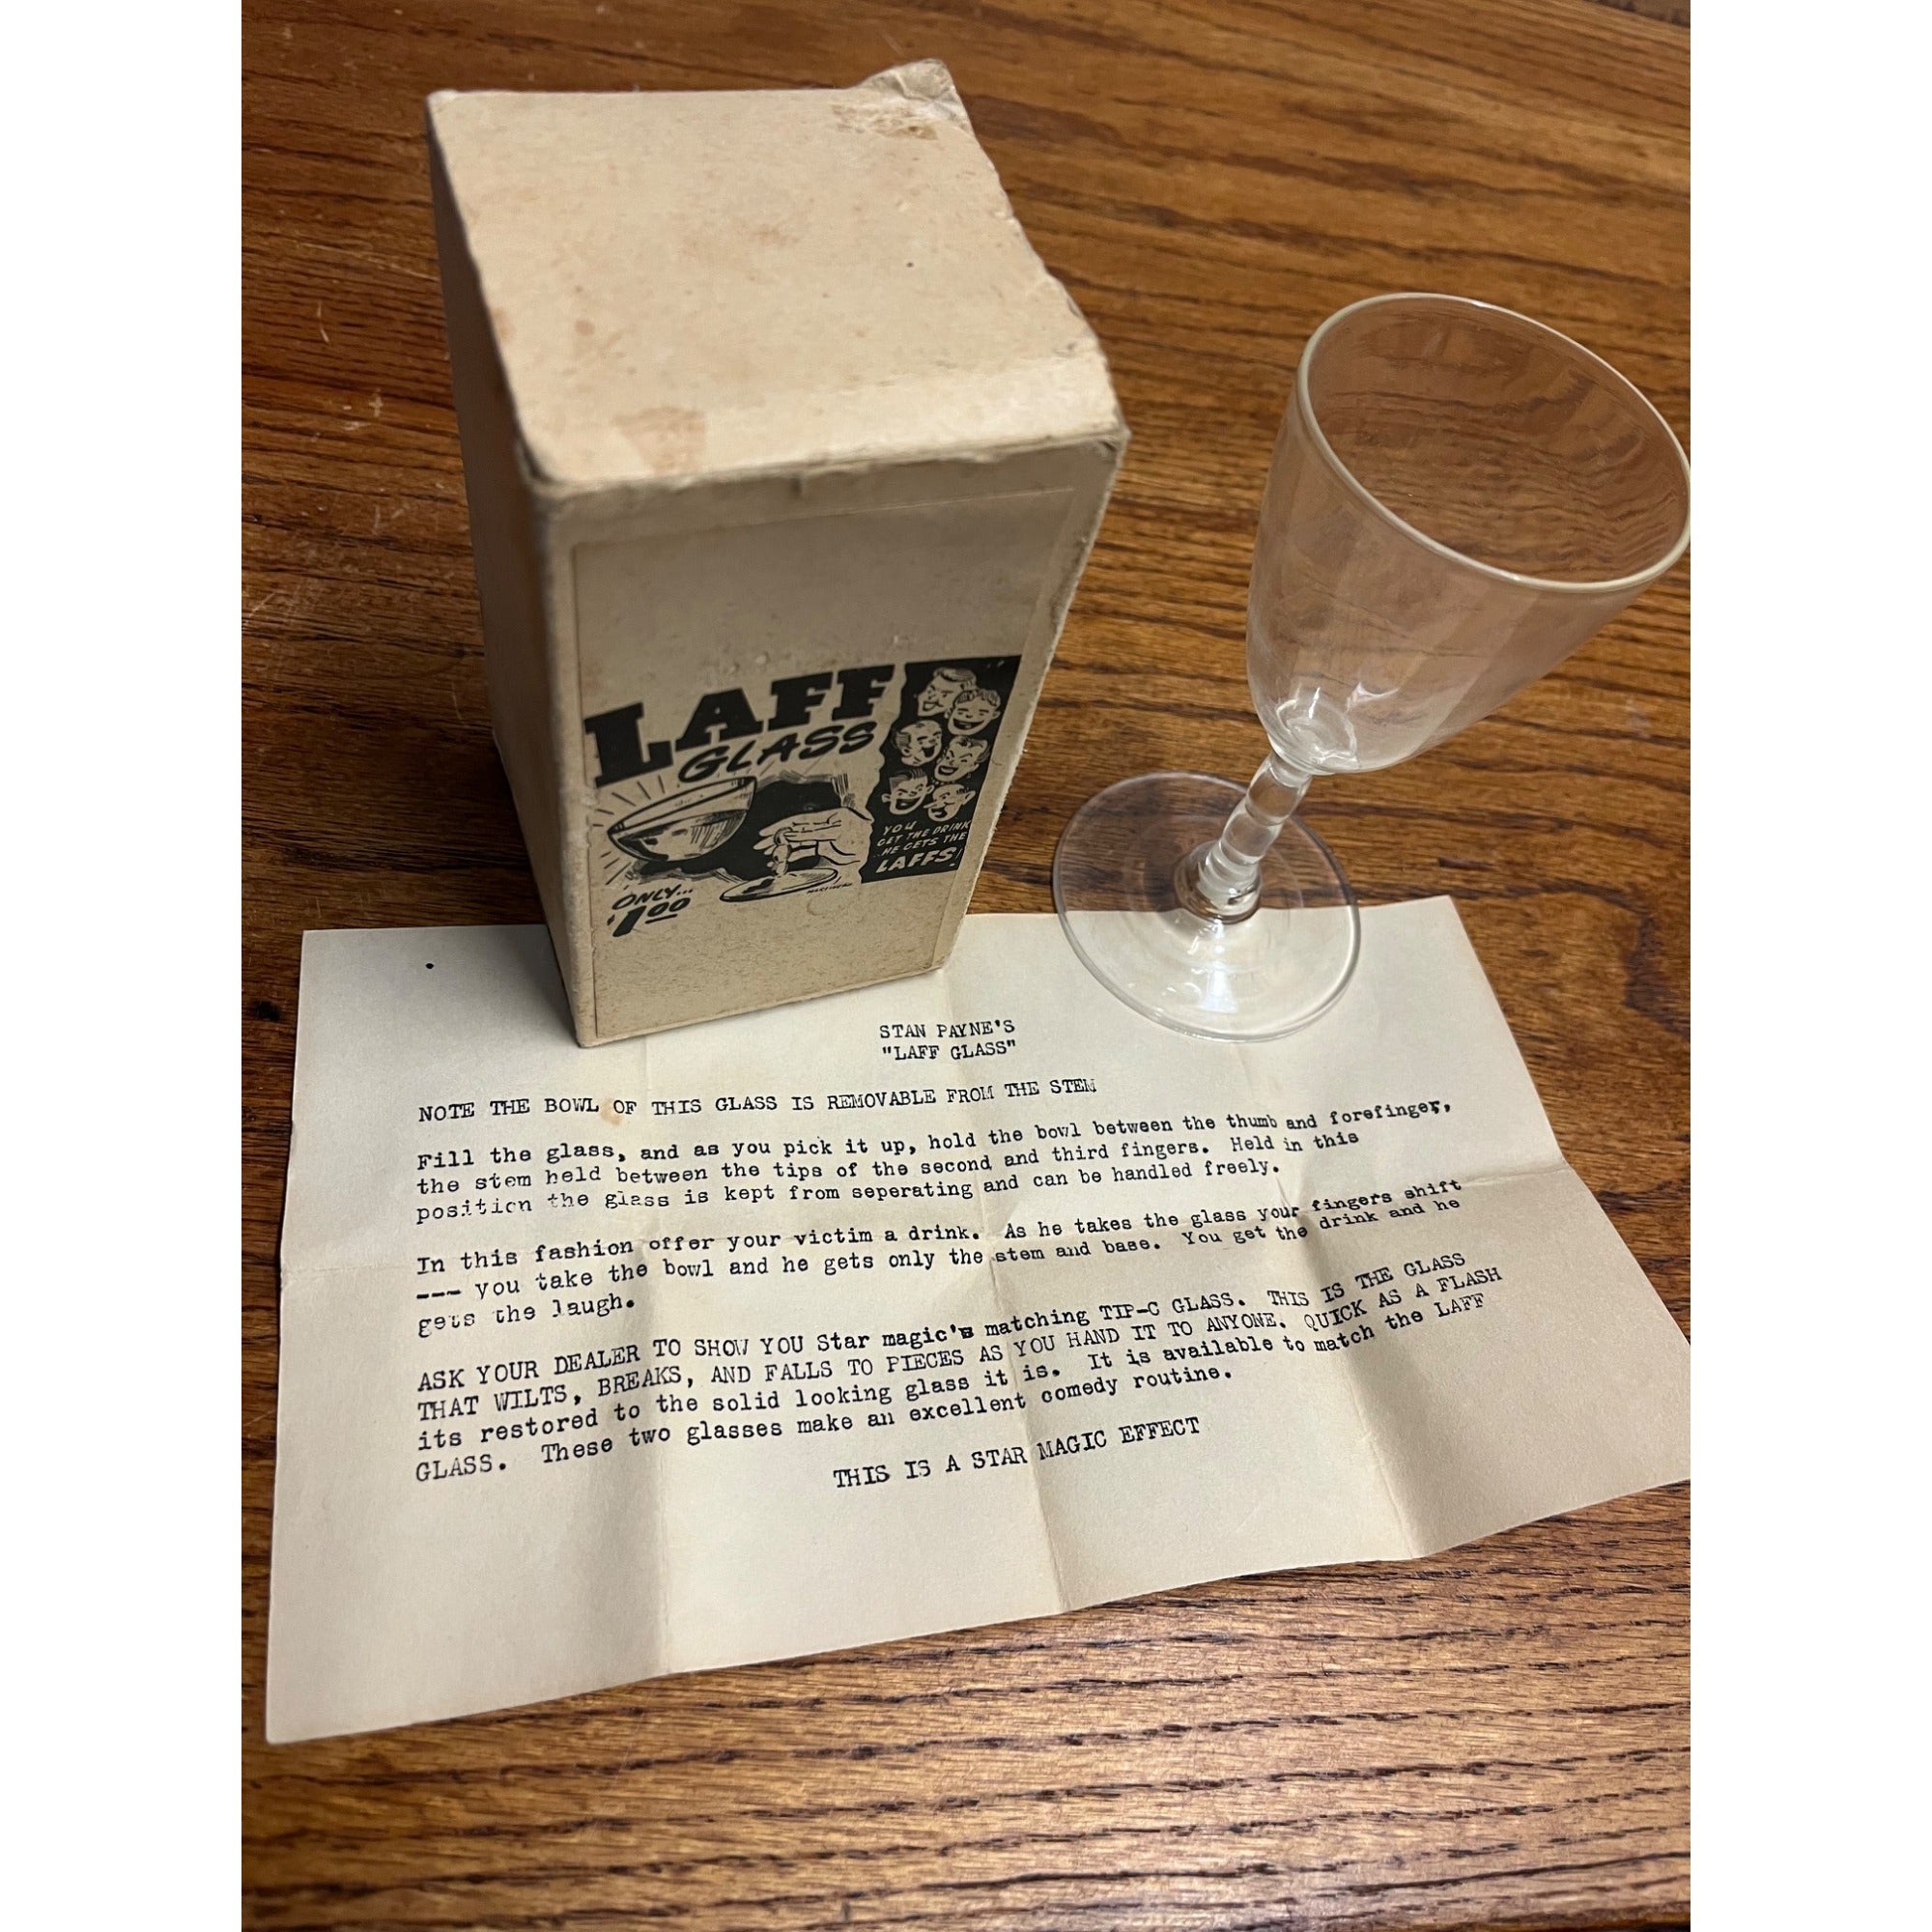 LAFF
GLASS
YOU
GET THE DRINK
..HE GETS THE
LAFFS!
ONLY...
$1.00
STAN PAYNE'S
"LAFF GLASS"
NOTE THE BOWL OF THIS GLASS IS REMOVABLE FROM THE STEM
Fill the glass, and as you pick it up, hold the bowl between the thumb and forefinger,
the stem held between the tips of the second and third fingers. Held in this
position the glass is kept from seperating and can be handled freely.
In this fashion offer your victim a drink. As he takes the glass your fingers shift
--- you take the bowl and he gets only the stem and base. You get the drink and he
gets the laugh.
ASK YOUR DEALER TO SHOW YOU Star magic's matching TIP-C GLASS. THIS IS THE GLASS
THAT WILTS, BREAKS, AND FALLS TO PIECES AS YOU HAND IT TO ANYONE. QUICK AS A FLASH
its restored to the solid looking glass it is. It is available to match the LAFF
GLASS. These two glasses make an excellent comedy routine.
THIS IS A STAR MAGIC EFFECT